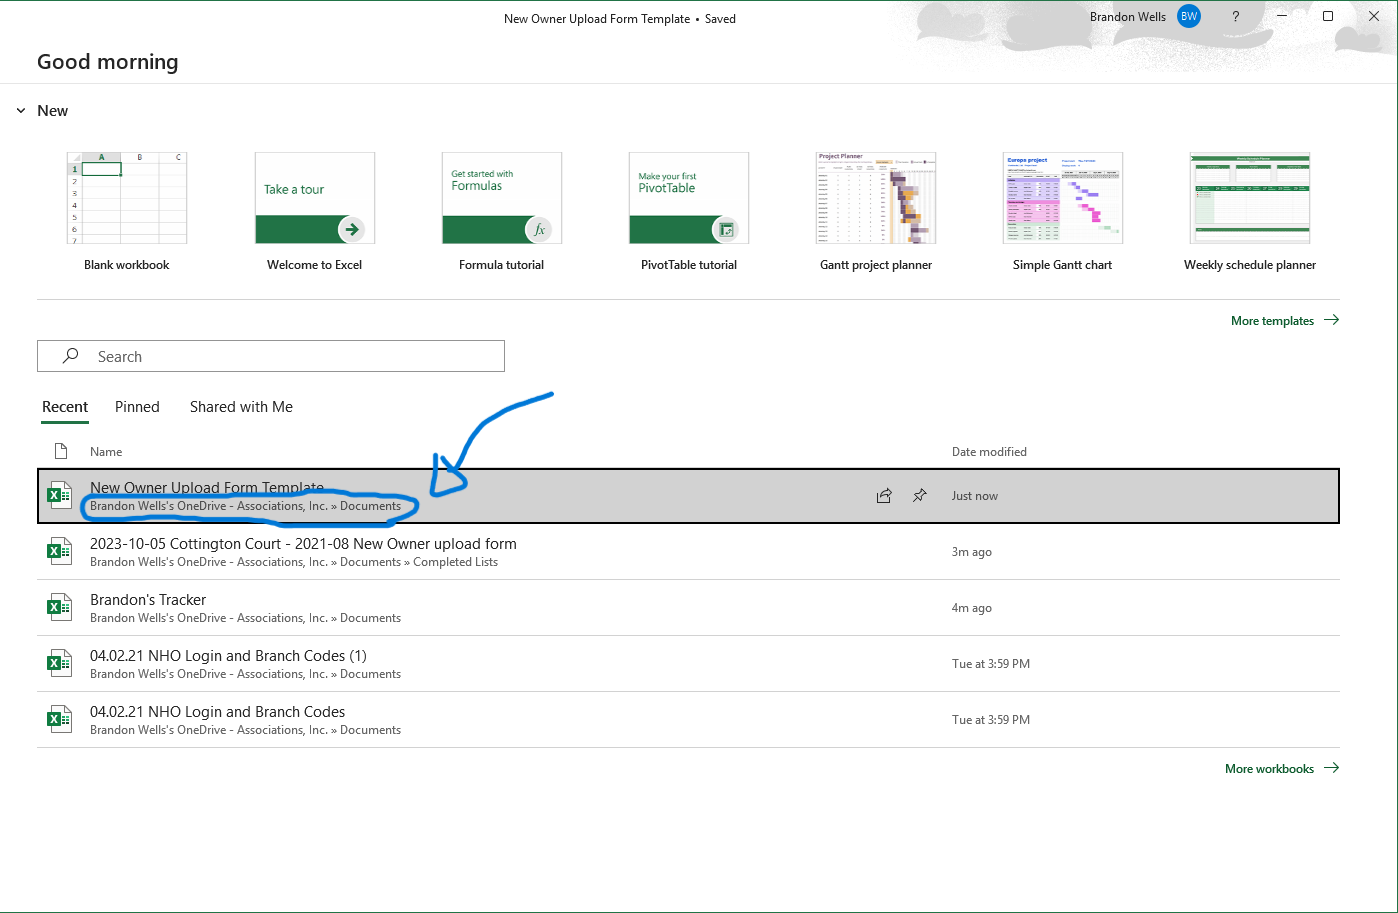 New Owner Upload Form Template • Saved
Brandon Wells BW ?
Good morning
New
A B C
1
2
3
4
5
6
7
Take a tour
Get started with
Formulas
fx
Make your first
PivotTable
Project Planner
Europa project
Blank workbook
Welcome to Excel
Formula tutorial
PivotTable tutorial
Gantt project planner
Simple Gantt chart
Weekly schedule planner
More templates
Search
Recent Pinned Shared with Me
Name Date modified
New Owner Upload Form Template
Brandon Wells's OneDrive - Associations, Inc. » Documents
Just now
2023-10-05 Cottington Court - 2021-08 New Owner upload form
Brandon Wells's OneDrive - Associations, Inc. » Documents » Completed Lists
3m ago
Brandon's Tracker
Brandon Wells's OneDrive - Associations, Inc. » Documents
4m ago
04.02.21 NHO Login and Branch Codes (1)
Brandon Wells's OneDrive - Associations, Inc. » Documents
Tue at 3:59 PM
04.02.21 NHO Login and Branch Codes
Brandon Wells's OneDrive - Associations, Inc. » Documents
Tue at 3:59 PM
More workbooks